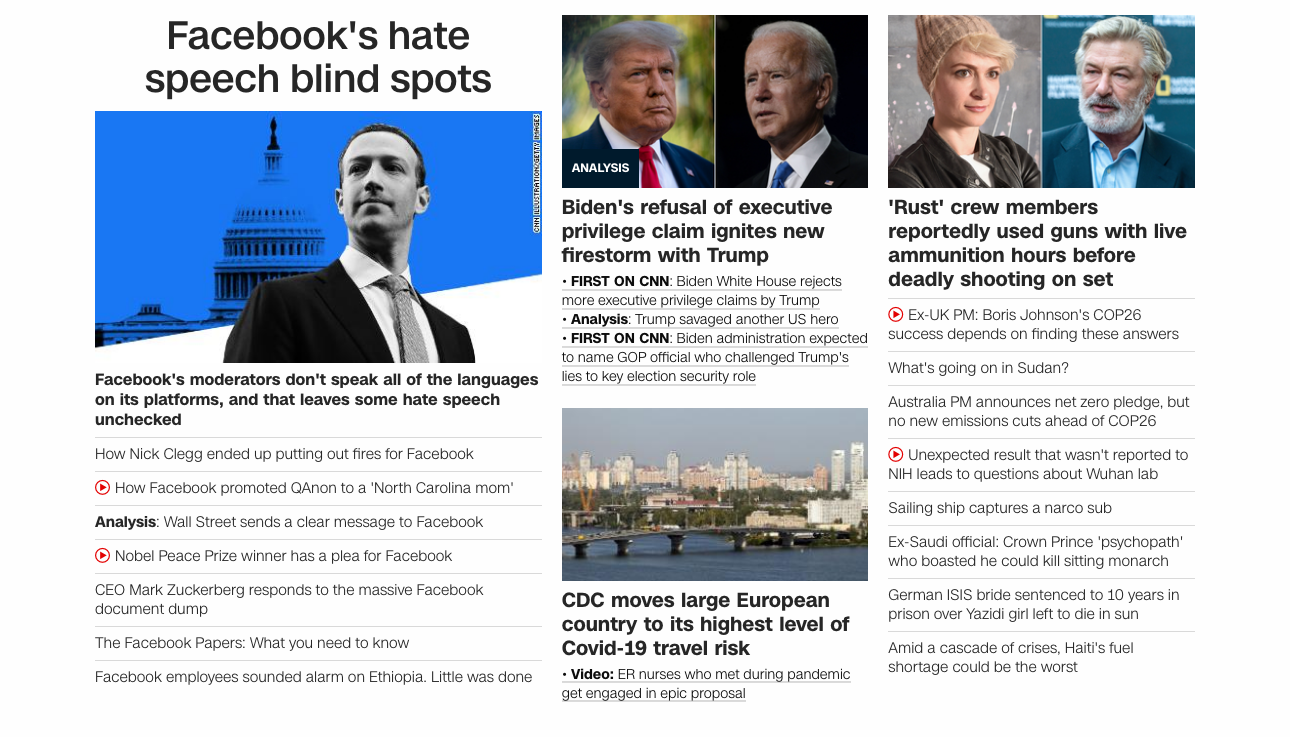 Facebook's hate
speech blind spots
CNN ILLUSTRATION/GETTY IMAGES
Facebook's moderators don't speak all of the languages
on its platforms, and that leaves some hate speech
unchecked
How Nick Clegg ended up putting out fires for Facebook
How Facebook promoted QAnon to a 'North Carolina mom'
Analysis: Wall Street sends a clear message to Facebook
Nobel Peace Prize winner has a plea for Facebook
CEO Mark Zuckerberg responds to the massive Facebook
document dump
The Facebook Papers: What you need to know
Facebook employees sounded alarm on Ethiopia. Little was done
ANALYSIS
Biden's refusal of executive
privilege claim ignites new
firestorm with Trump
• FIRST ON CNN: Biden White House rejects
more executive privilege claims by Trump
• Analysis: Trump savaged another US hero
• FIRST ON CNN: Biden administration expected
to name GOP official who challenged Trump's
lies to key election security role
CDC moves large European
country to its highest level of
Covid-19 travel risk
• Video: ER nurses who met during pandemic
get engaged in epic proposal
'Rust' crew members
reportedly used guns with live
ammunition hours before
deadly shooting on set
Ex-UK PM: Boris Johnson's COP26
success depends on finding these answers
What's going on in Sudan?
Australia PM announces net zero pledge, but
no new emissions cuts ahead of COP26
Unexpected result that wasn't reported to
NIH leads to questions about Wuhan lab
Sailing ship captures a narco sub
Ex-Saudi official: Crown Prince 'psychopath'
who boasted he could kill sitting monarch
German ISIS bride sentenced to 10 years in
prison over Yazidi girl left to die in sun
Amid a cascade of crises, Haiti's fuel
shortage could be the worst